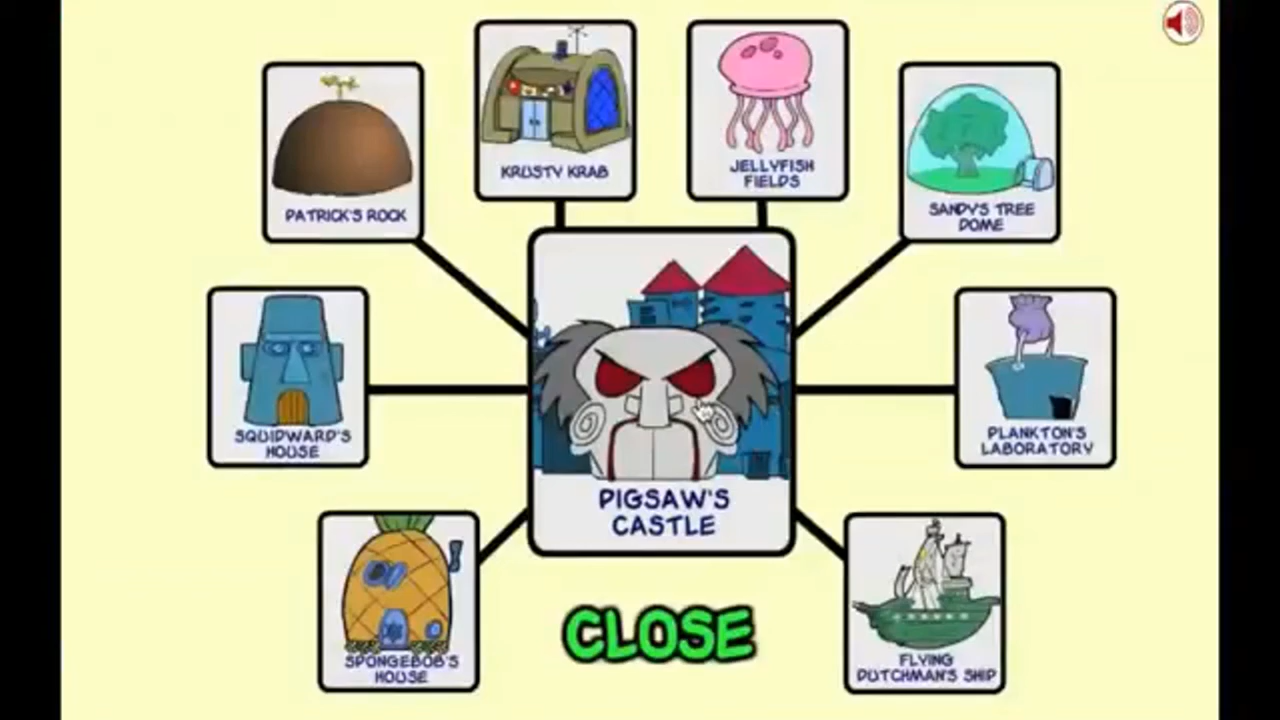 KRUSTY KRAB
JELLYFISH
FIELDS
PATRICK'S ROCK
SANDY'S TREE
DOME
SQUIDWARD'S
HOUSE
PLANKTON'S
LABORATORY
PIGSAW'S
CASTLE
SPONGEBOB'S
HOUSE
CLOSE
FLYING
DUTCHMAN'S SHIP